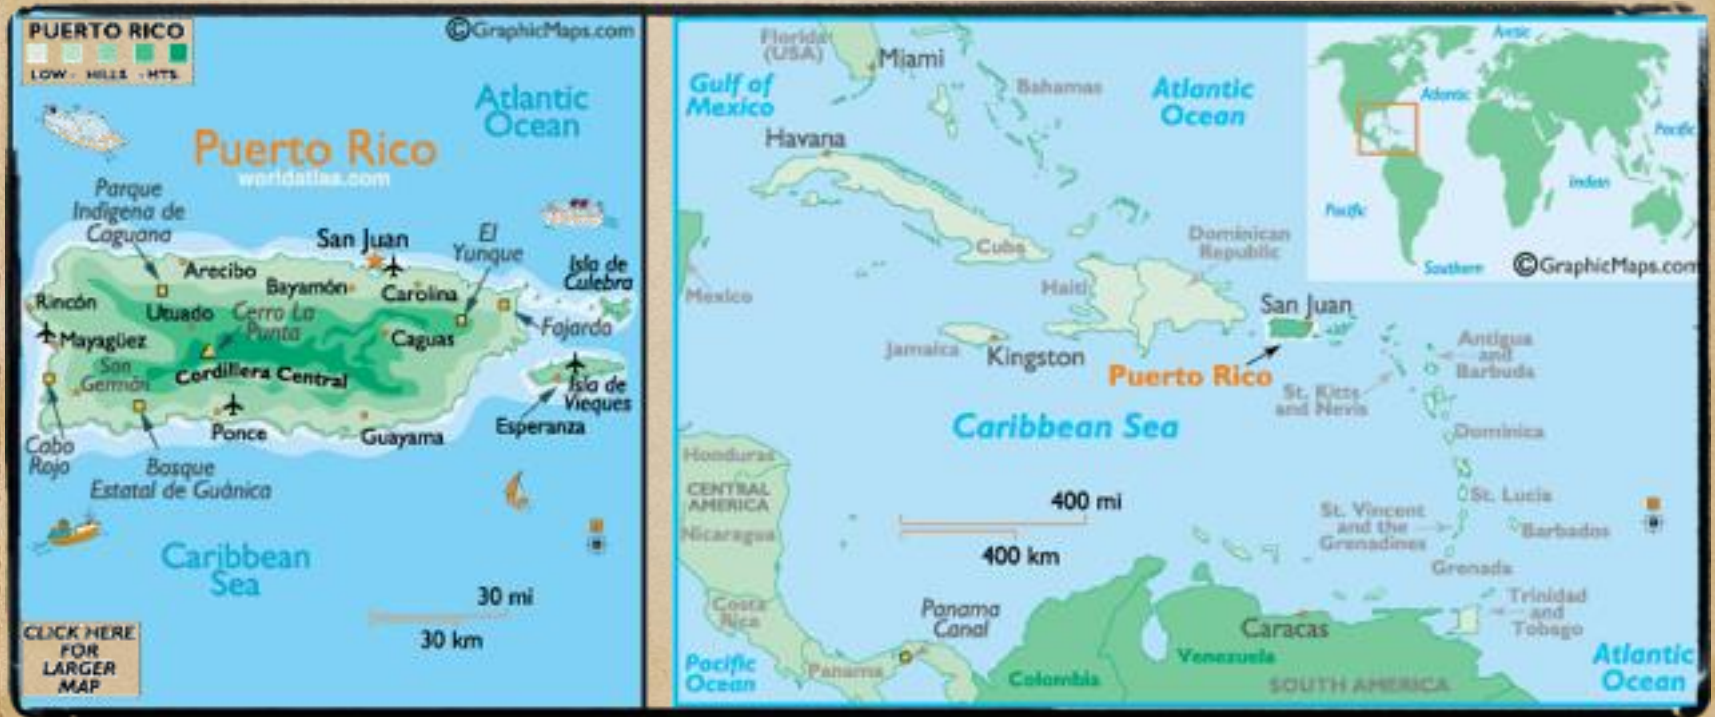 PUERTO RICO
LOW - HILLS - MTS.
©GraphicMaps.com
Atlantic
Ocean
Puerto Rico
worldatlas.com
Parque
Indigena de
Caguana
San Juan
El
Yunque
Isla de
Culebra
Arecibo
Bayamón
Carolina
Rincón
Utuado
Cerro La
Punta
Fajardo
Mayagüez
Caguas
San
Germán
Cordillera Central
Isla de
Vieques
Esperanza
Ponce
Guayama
Cabo
Rojo
Bosque
Estatal de Guánica
Caribbean
Sea
30 mi
30 km
CLICK HERE
FOR
LARGER
MAP
Florida
(USA)
Miami
Gulf of
Mexico
Bahamas
Atlantic
Ocean
Havana
Cuba
Dominican
Republic
Mexico
Haiti
San Juan
Jamaica
Kingston
Puerto Rico
Antigua
and
Barbuda
St. Kitts
and Nevis
Caribbean Sea
Dominica
Honduras
CENTRAL
AMERICA
Nicaragua
400 mi
400 km
St. Lucia
St. Vincent
and the
Grenadines
Barbados
Grenada
Costa
Rica
Panama
Canal
Trinidad
and
Tobago
Caracas
Pacific
Ocean
Panama
Colombia
Venezuela
SOUTH AMERICA
Atlantic
Ocean
Arctic
Atlantic
Pacific
Indian
Pacific
Southern
©GraphicMaps.com